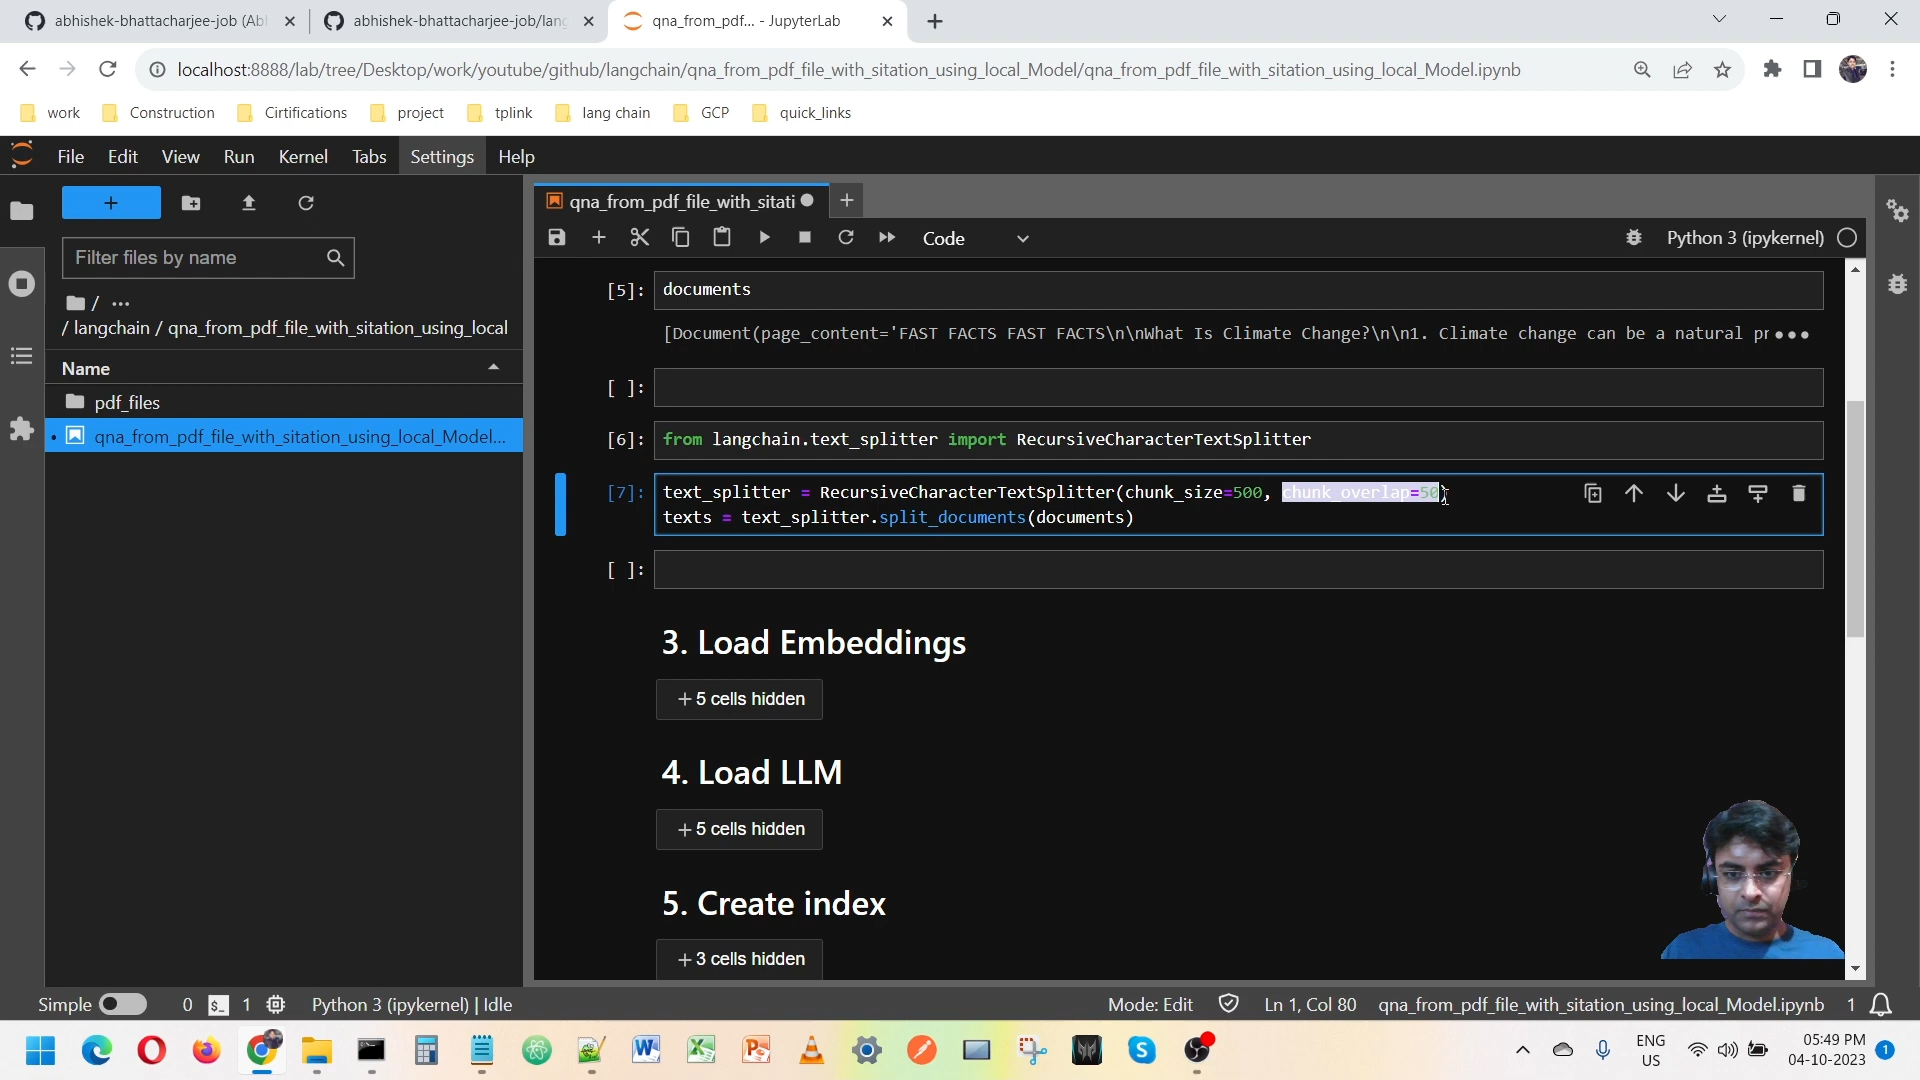 abhishek-bhattacharjee-job (Ab
abhishek-bhattacharjee-job/lang
qna_from_pdf... - JupyterLab
localhost:8888/lab/tree/Desktop/work/youtube/github/langchain/qna_from_pdf_file_with_sitation_using_local_Model/qna_from_pdf_file_with_sitation_using_local_Model.ipynb
work
Construction
Cirtifications
project
tplink
lang chain
GCP
quick_links
File
Edit
View
Run
Kernel
Tabs
Settings
Help
qna_from_pdf_file_with_sitati
Filter files by name
/ ...
/ langchain / qna_from_pdf_file_with_sitation_using_local
Name
pdf_files
qna_from_pdf_file_with_sitation_using_local_Model...
Code
Python 3 (ipykernel)
[5]: documents
[Document(page_content='FAST FACTS FAST FACTS\n\nWhat Is Climate Change?\n\n1. Climate change can be a natural pr
[ ]:
[6]: from langchain.text_splitter import RecursiveCharacterTextSplitter
[7]: text_splitter = RecursiveCharacterTextSplitter(chunk_size=500, chunk_overlap=50)
texts = text_splitter.split_documents(documents)
[ ]:
3. Load Embeddings
+ 5 cells hidden
4. Load LLM
+ 5 cells hidden
5. Create index
+ 3 cells hidden
Simple
0
1
Python 3 (ipykernel) | Idle
Mode: Edit
Ln 1, Col 80
qna_from_pdf_file_with_sitation_using_local_Model.ipynb
1
ENG
US
05:49 PM
04-10-2023
1